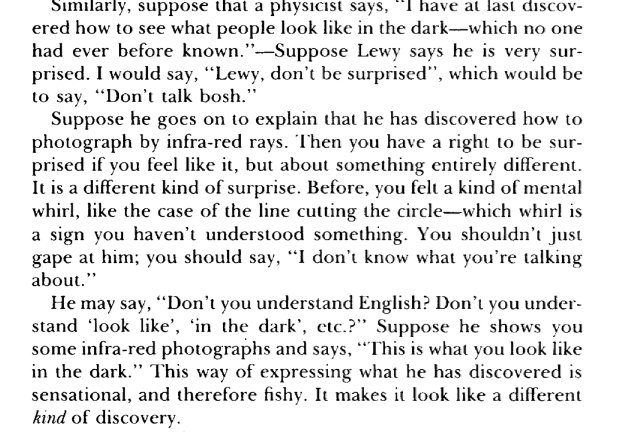 Similarly, suppose that a physicist says, "I have at last discov-
ered how to see what people look like in the dark—which no one
had ever before known."—Suppose Lewy says he is very sur-
prised. I would say, "Lewy, don't be surprised", which would be
to say, "Don't talk bosh."
Suppose he goes on to explain that he has discovered how to
photograph by infra-red rays. Then you have a right to be sur-
prised if you feel like it, but about something entirely different.
It is a different kind of surprise. Before, you felt a kind of mental
whirl, like the case of the line cutting the circle—which whirl is
a sign you haven't understood something. You shouldn't just
gape at him; you should say, "I don't know what you're talking
about."
He may say, "Don't you understand English? Don't you under-
stand 'look like', 'in the dark', etc.?" Suppose he shows you
some infra-red photographs and says, "This is what you look like
in the dark." This way of expressing what he has discovered is
sensational, and therefore fishy. It makes it look like a different
kind of discovery.